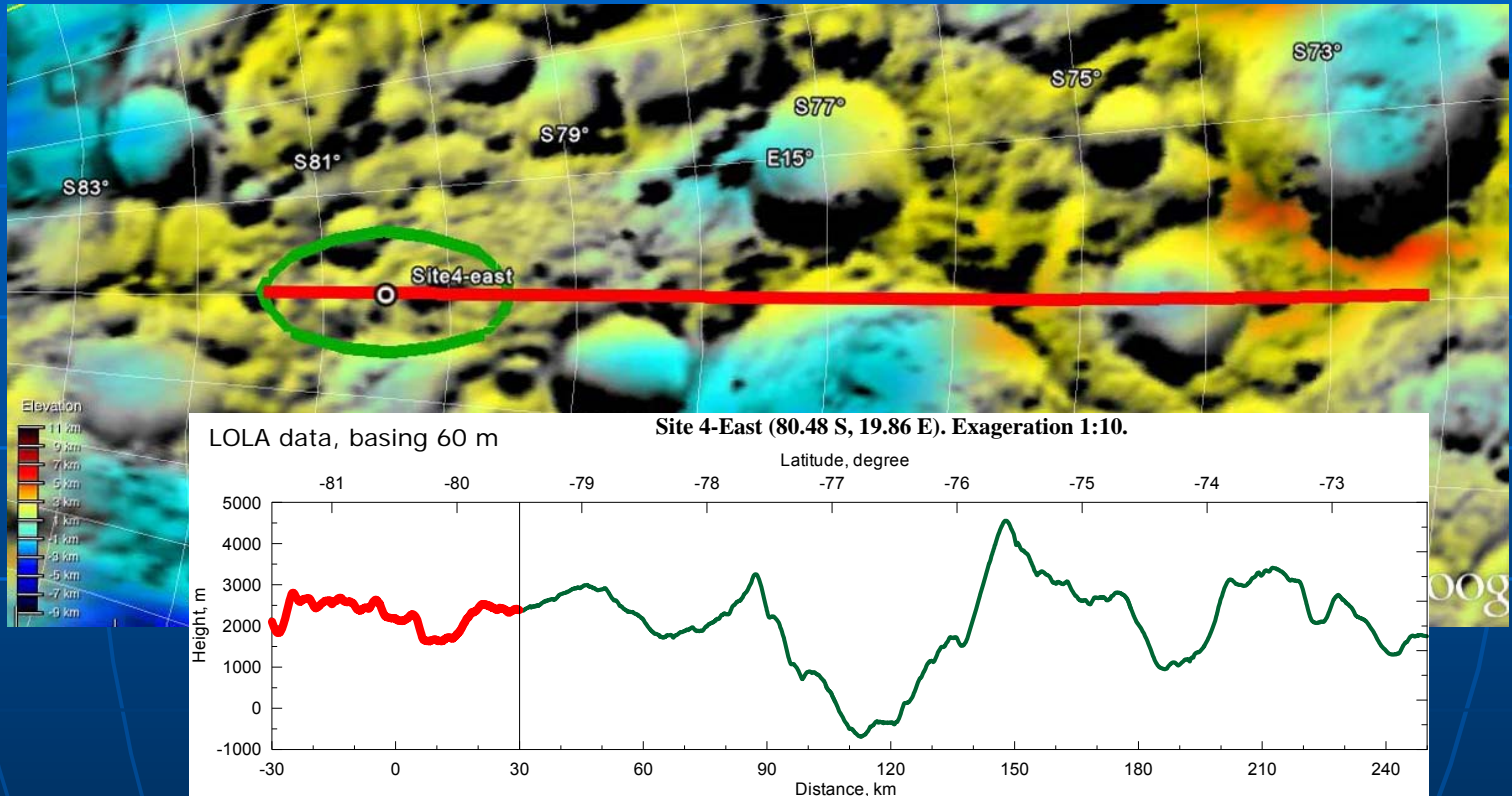 S73°
S75°
S77°
S79°
E15°
S81°
S83°
Site4-east
Elevation
11 km
9 km
7 km
5 km
3 km
1 km
-1 km
-3 km
-5 km
-7 km
-9 km
oog
LOLA data, basing 60 m
Site 4-East (80.48 S, 19.86 E). Exageration 1:10.
Latitude, degree
-81 -80 -79 -78 -77 -76 -75 -74 -73
5000
4000
3000
2000
1000
0
-1000
Height, m
-30 0 30 60 90 120 150 180 210 240
Distance, km